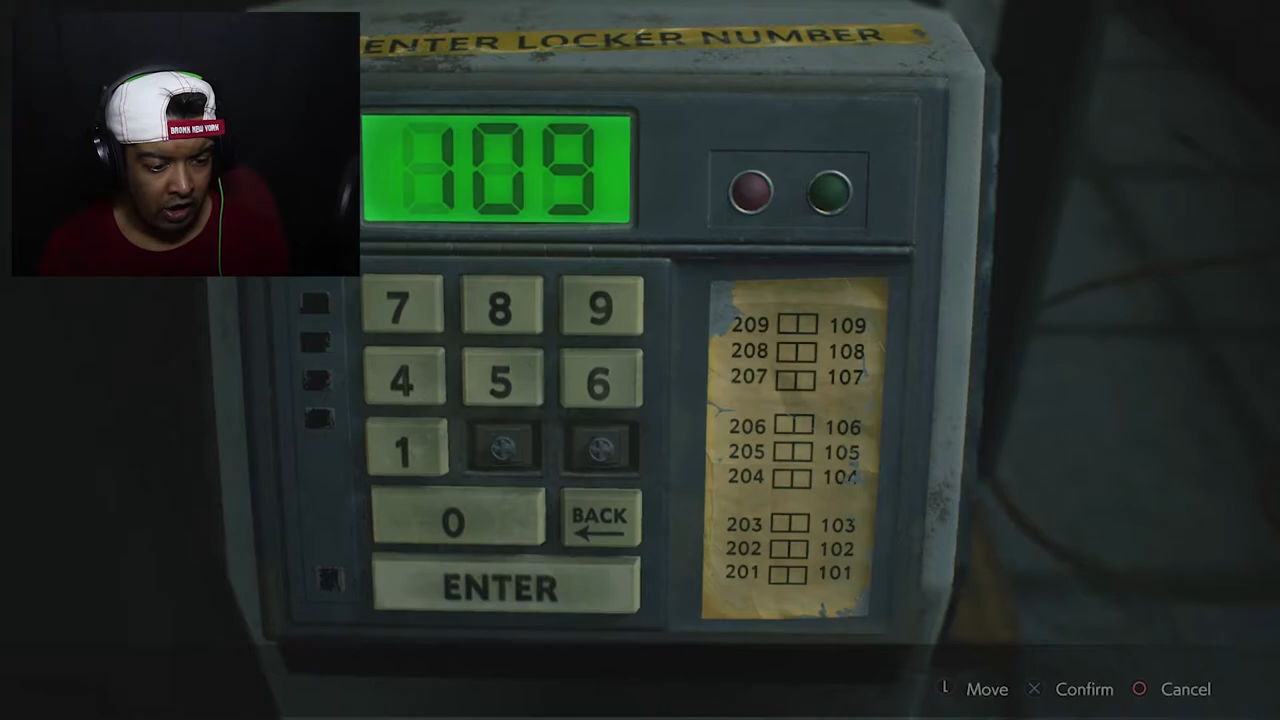 ENTER LOCKER NUMBER
BRONX NEW YORK
109
7 8 9
4 5 6
1
0 BACK
ENTER
209 109
208 108
207 107
206 106
205 105
204 104
203 103
202 102
201 101
L Move X Confirm O Cancel